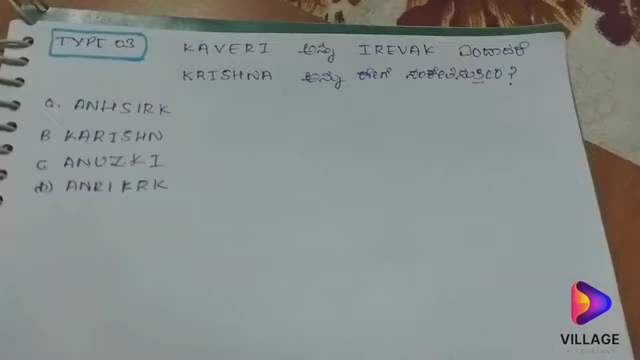 TYPE 03
KAVERI ಅನ್ನು IREVAK ಎಂದಾದರೆ
KRISHNA ಅನ್ನು ಹೇಗೆ ಸಂಕೇತಿಸುತ್ತೀರಿ?
a. ANHSIRK
B KARISHN
C ANUZKI
d) ANRIKRK
VILLAGE